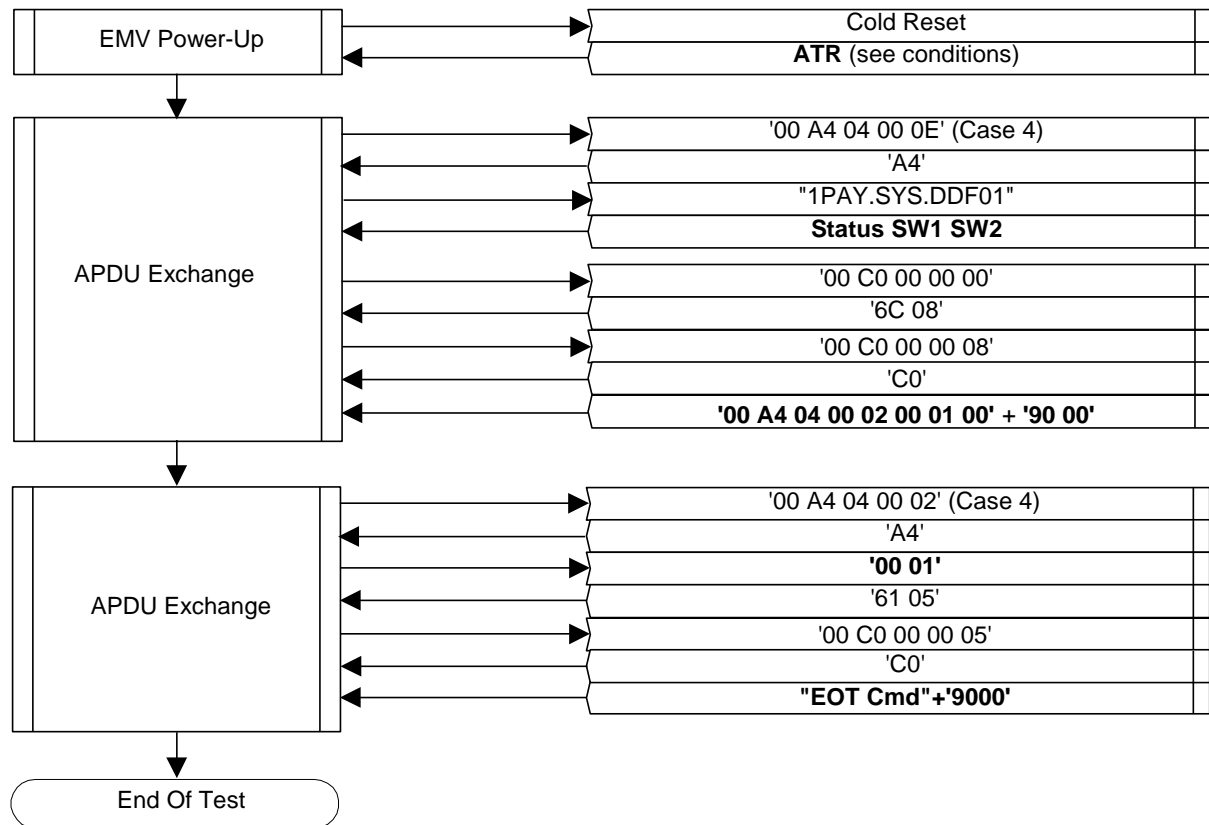 EMV Power-Up
Cold Reset
ATR (see conditions)
APDU Exchange
'00 A4 04 00 0E' (Case 4)
'A4'
"1PAY.SYS.DDF01"
Status SW1 SW2
'00 C0 00 00 00'
'6C 08'
'00 C0 00 00 08'
'C0'
'00 A4 04 00 02 00 01 00' + '90 00'
APDU Exchange
'00 A4 04 00 02' (Case 4)
'A4'
'00 01'
'61 05'
'00 C0 00 00 05'
'C0'
"EOT Cmd"+'9000'
End Of Test